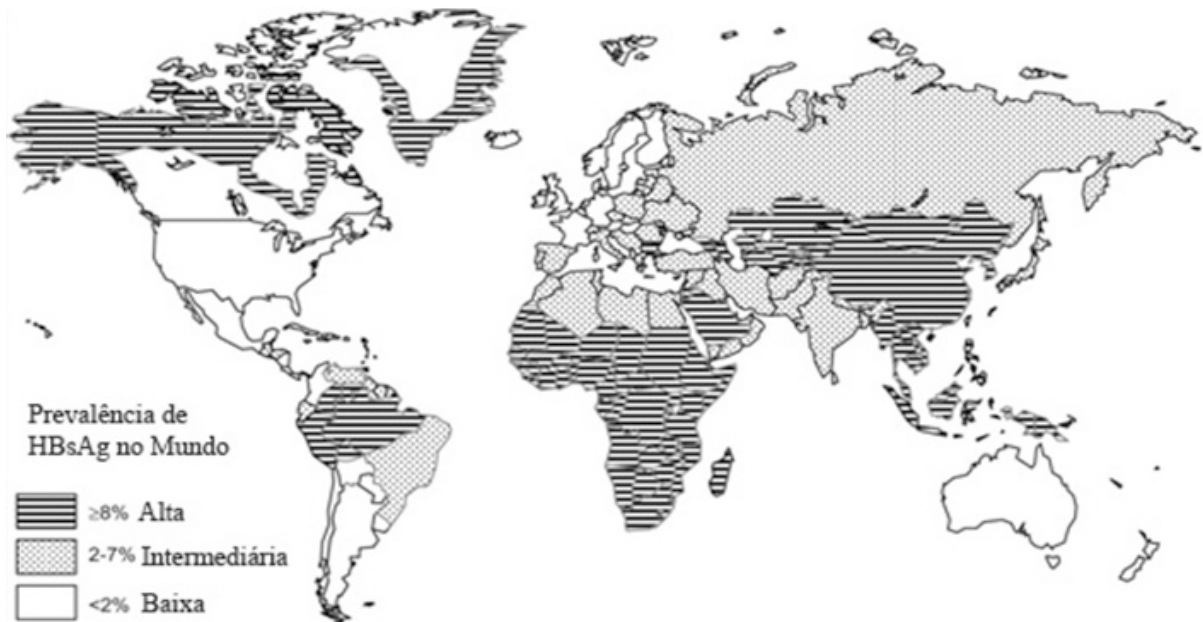 Prevalência de
HBsAg no Mundo
≥8% Alta
2-7% Intermediária
<2% Baixa